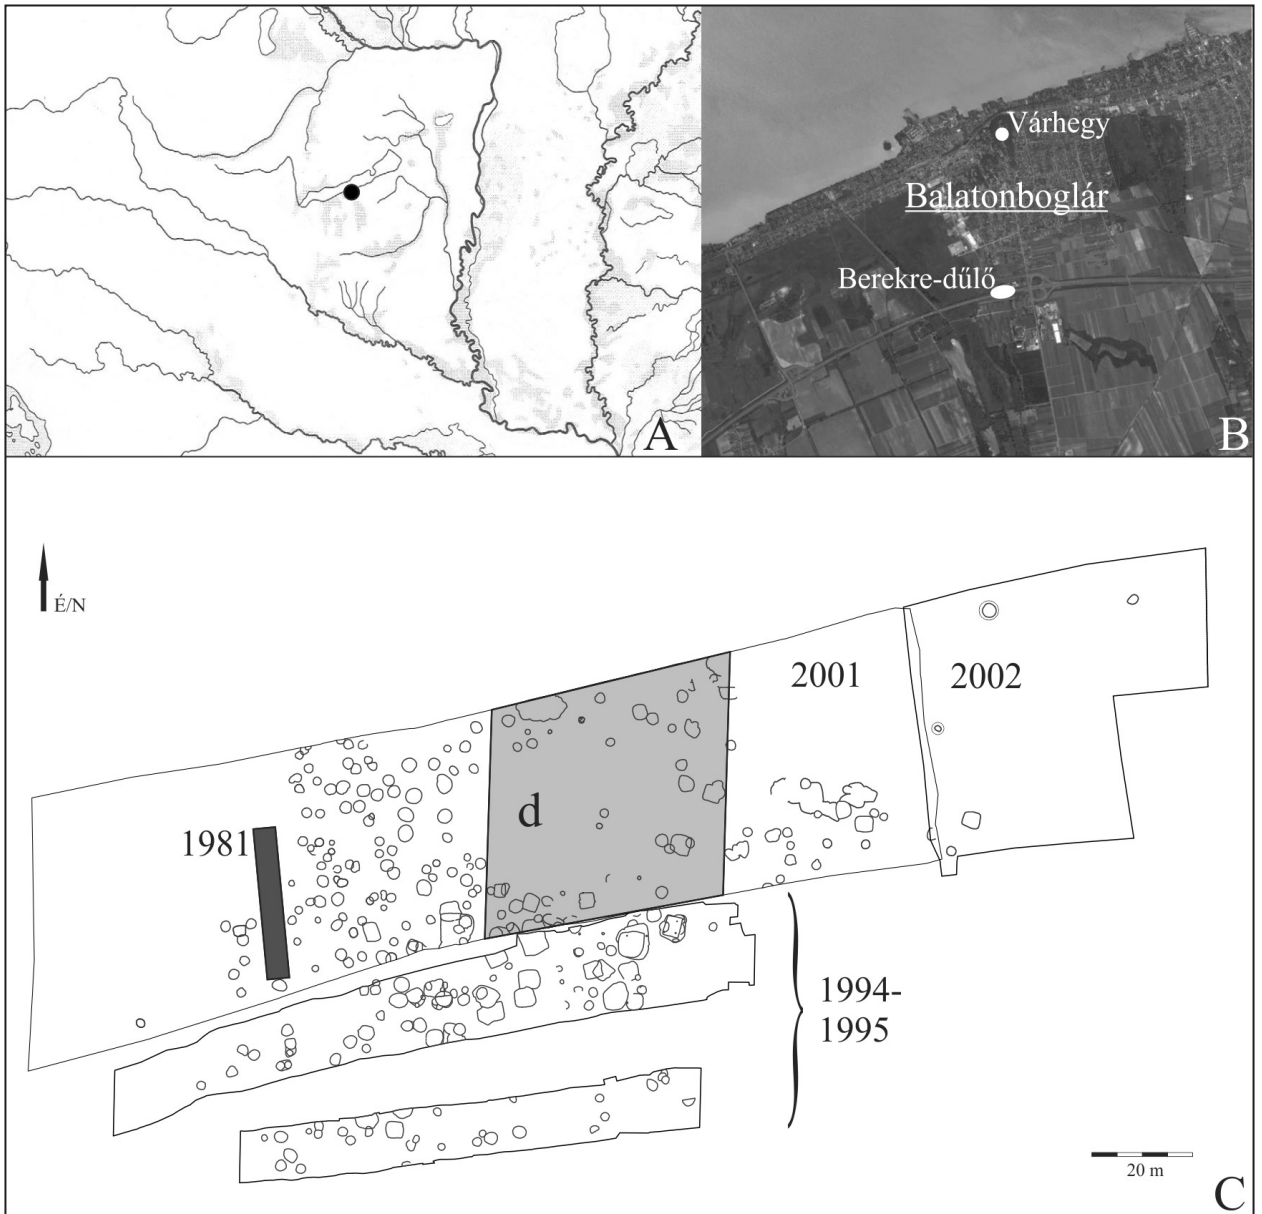 A
Várhegy
Balatonboglár
Berekre-dűlő
B
É/N
2001
2002
d
1981
1994-
1995
20 m
C